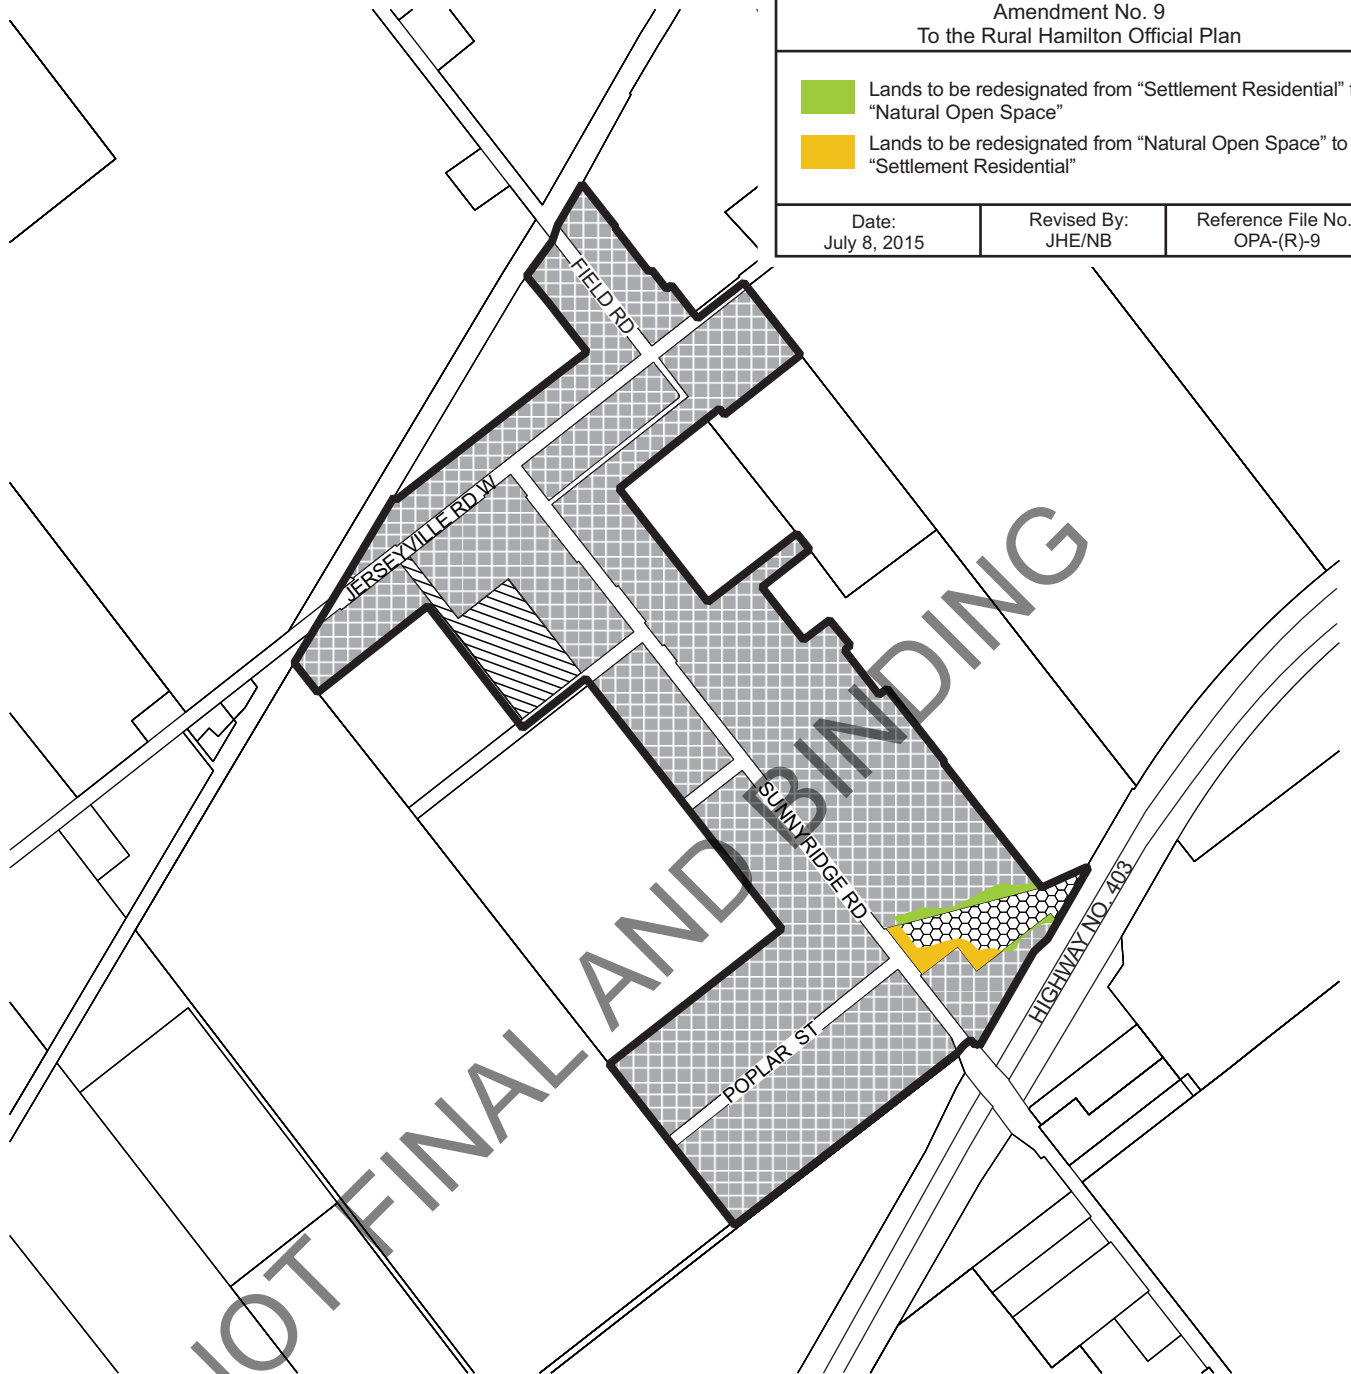 Amendment No. 9
To the Rural Hamilton Official Plan
Lands to be redesignated from “Settlement Residential”
“Natural Open Space”
Lands to be redesignated from “Natural Open Space” to
“Settlement Residential”
Date:
July 8, 2015
Revised By:
JHE/NB
Reference File No.
OPA-(R)-9
FIELD RD
JERSEYVILLE RD W
SUNNYRIDGE RD
HIGHWAY NO. 403
POPLAR ST
NOT FINAL AND BINDING